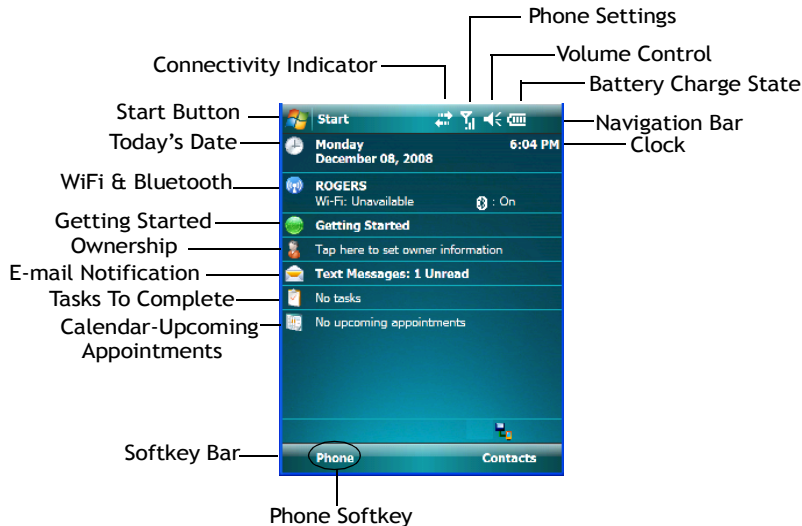 Phone Settings
Volume Control
Connectivity Indicator
Battery Charge State
Start Button
Start
Navigation Bar
Today's Date
Monday
6:04 PM
Clock
December 08, 2008
WiFi & Bluetooth
ROGERS
Wi-Fi: Unavailable
: On
Getting Started
Getting Started
Ownership
Tap here to set owner information
E-mail Notification
Text Messages: 1 Unread
Tasks To Complete
No tasks
Calendar-Upcoming
Appointments
No upcoming appointments
Softkey Bar
Phone
Contacts
Phone Softkey